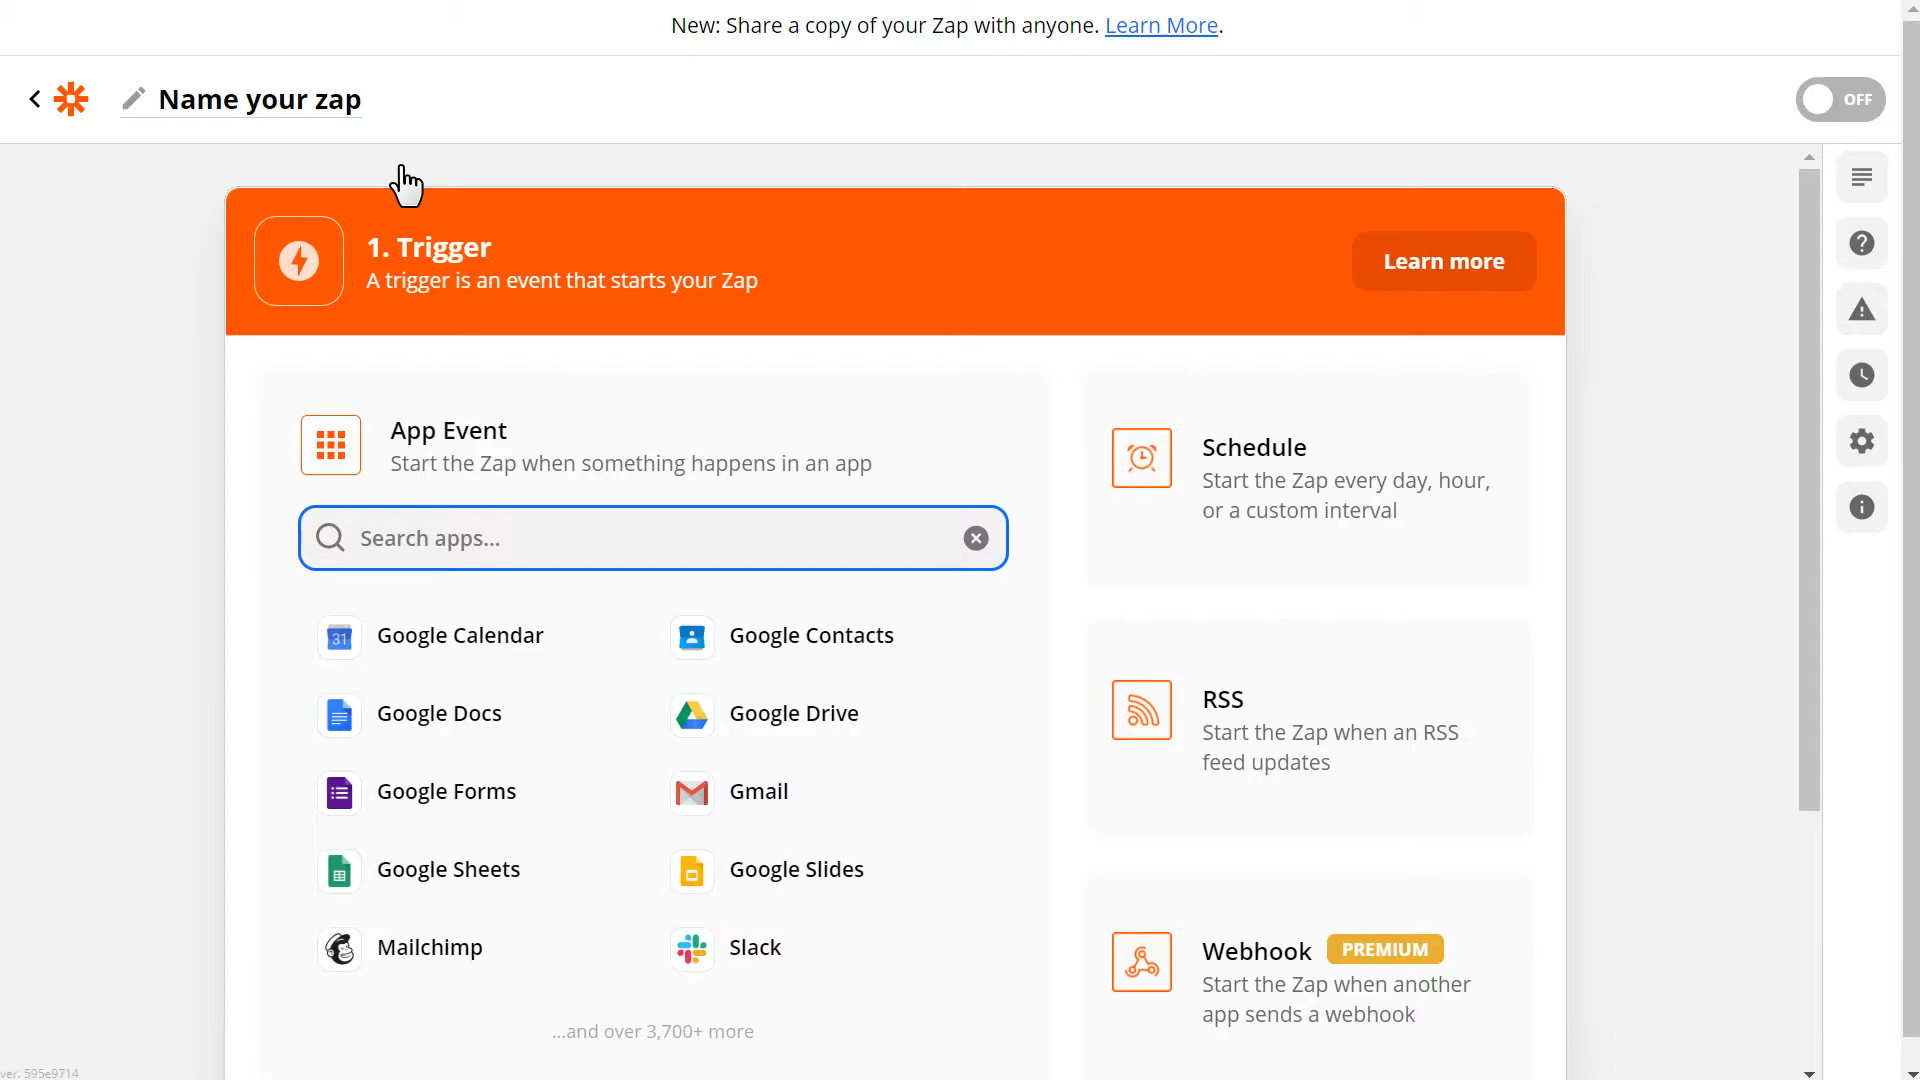 New: Share a copy of your Zap with anyone. Learn More.
Name your zap
OFF
1. Trigger
A trigger is an event that starts your Zap
Learn more
App Event
Start the Zap when something happens in an app
Search apps...
31
Google Calendar
Google Contacts
Google Docs
Google Drive
Google Forms
Gmail
Google Sheets
Google Slides
Mailchimp
Slack
...and over 3,700+ more
Schedule
Start the Zap every day, hour,
or a custom interval
RSS
Start the Zap when an RSS
feed updates
Webhook PREMIUM
Start the Zap when another
app sends a webhook
ver. 595e9714